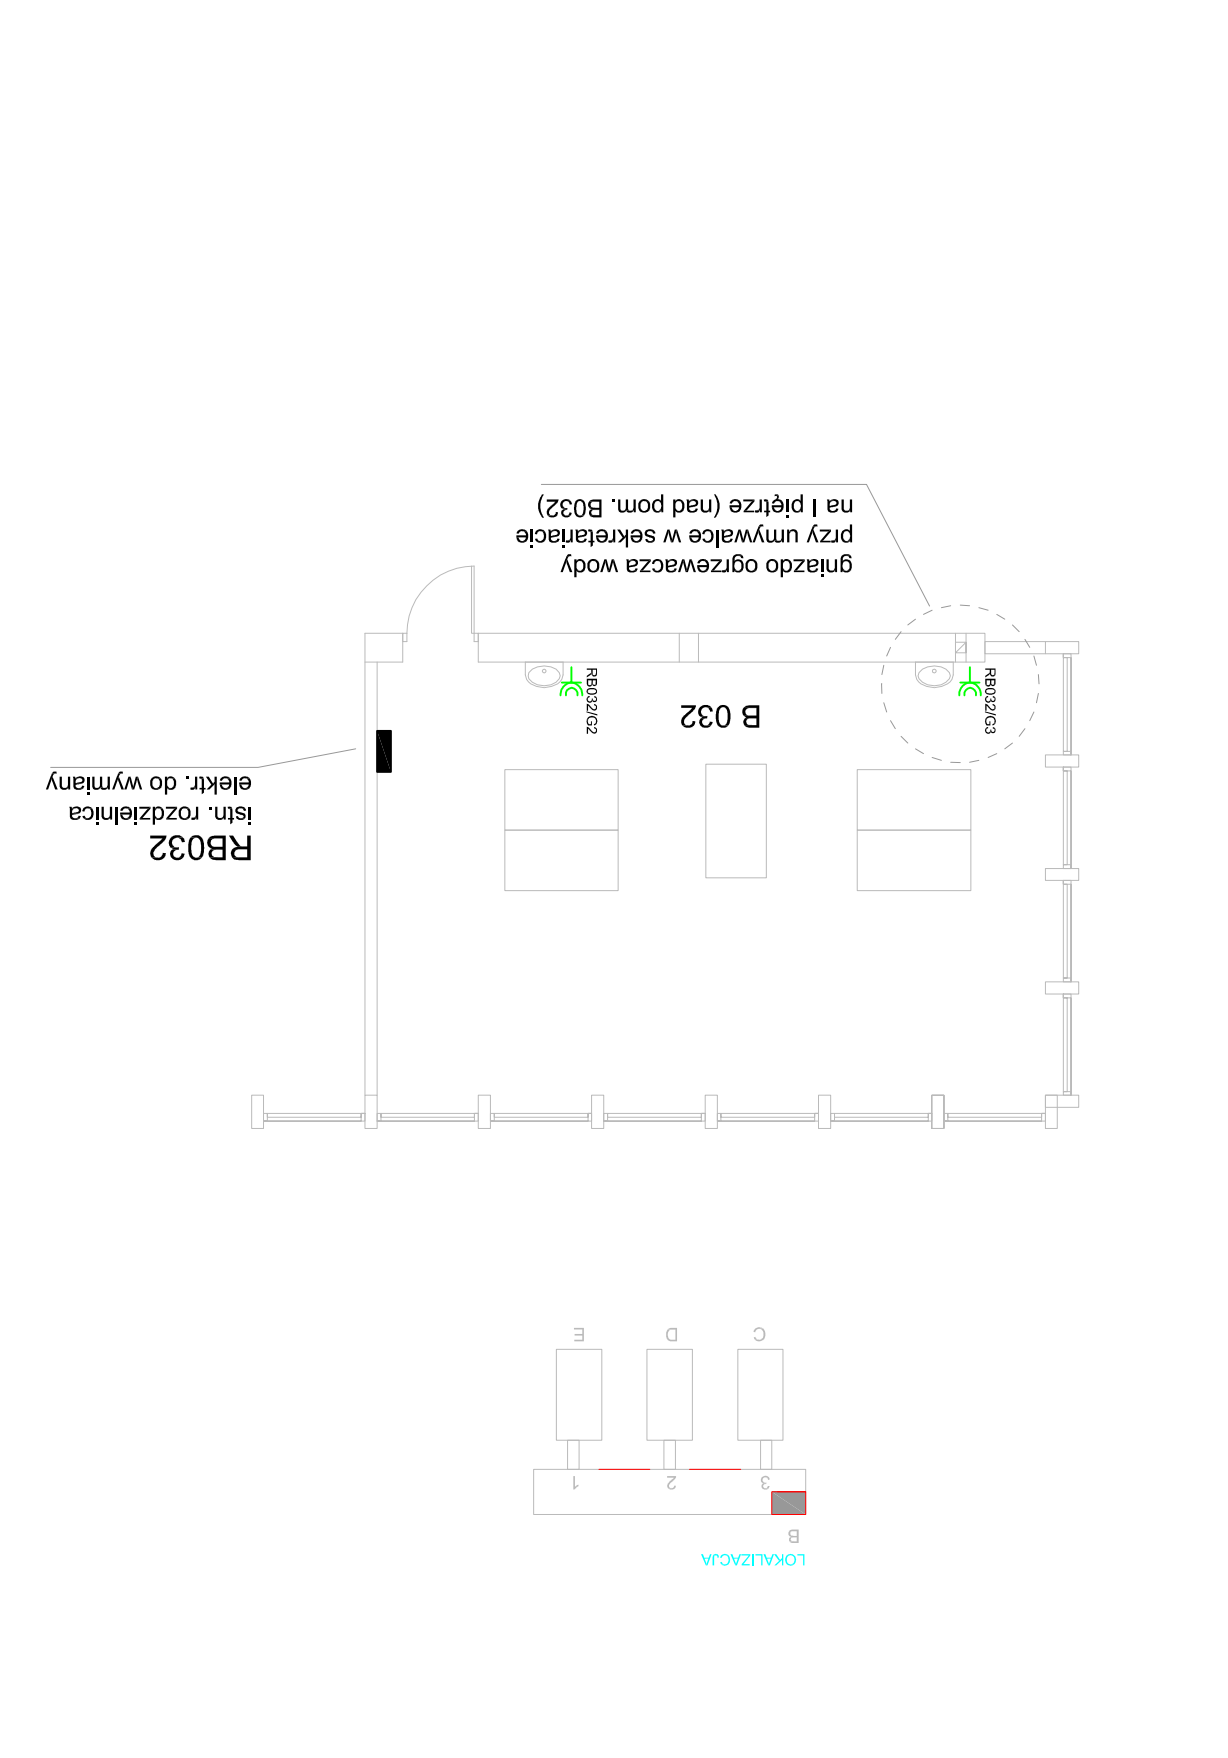 LOKALIZACJA
B
3
2
1
C
D
E
RB032
istn. rozdzielnica
elektr. do wymiany
B 032
RB032/G3
RB032/G2
gniazdo ogrzewacza wody
przy umywalce w sekretariacie
na I piętrze (nad pom. B032)